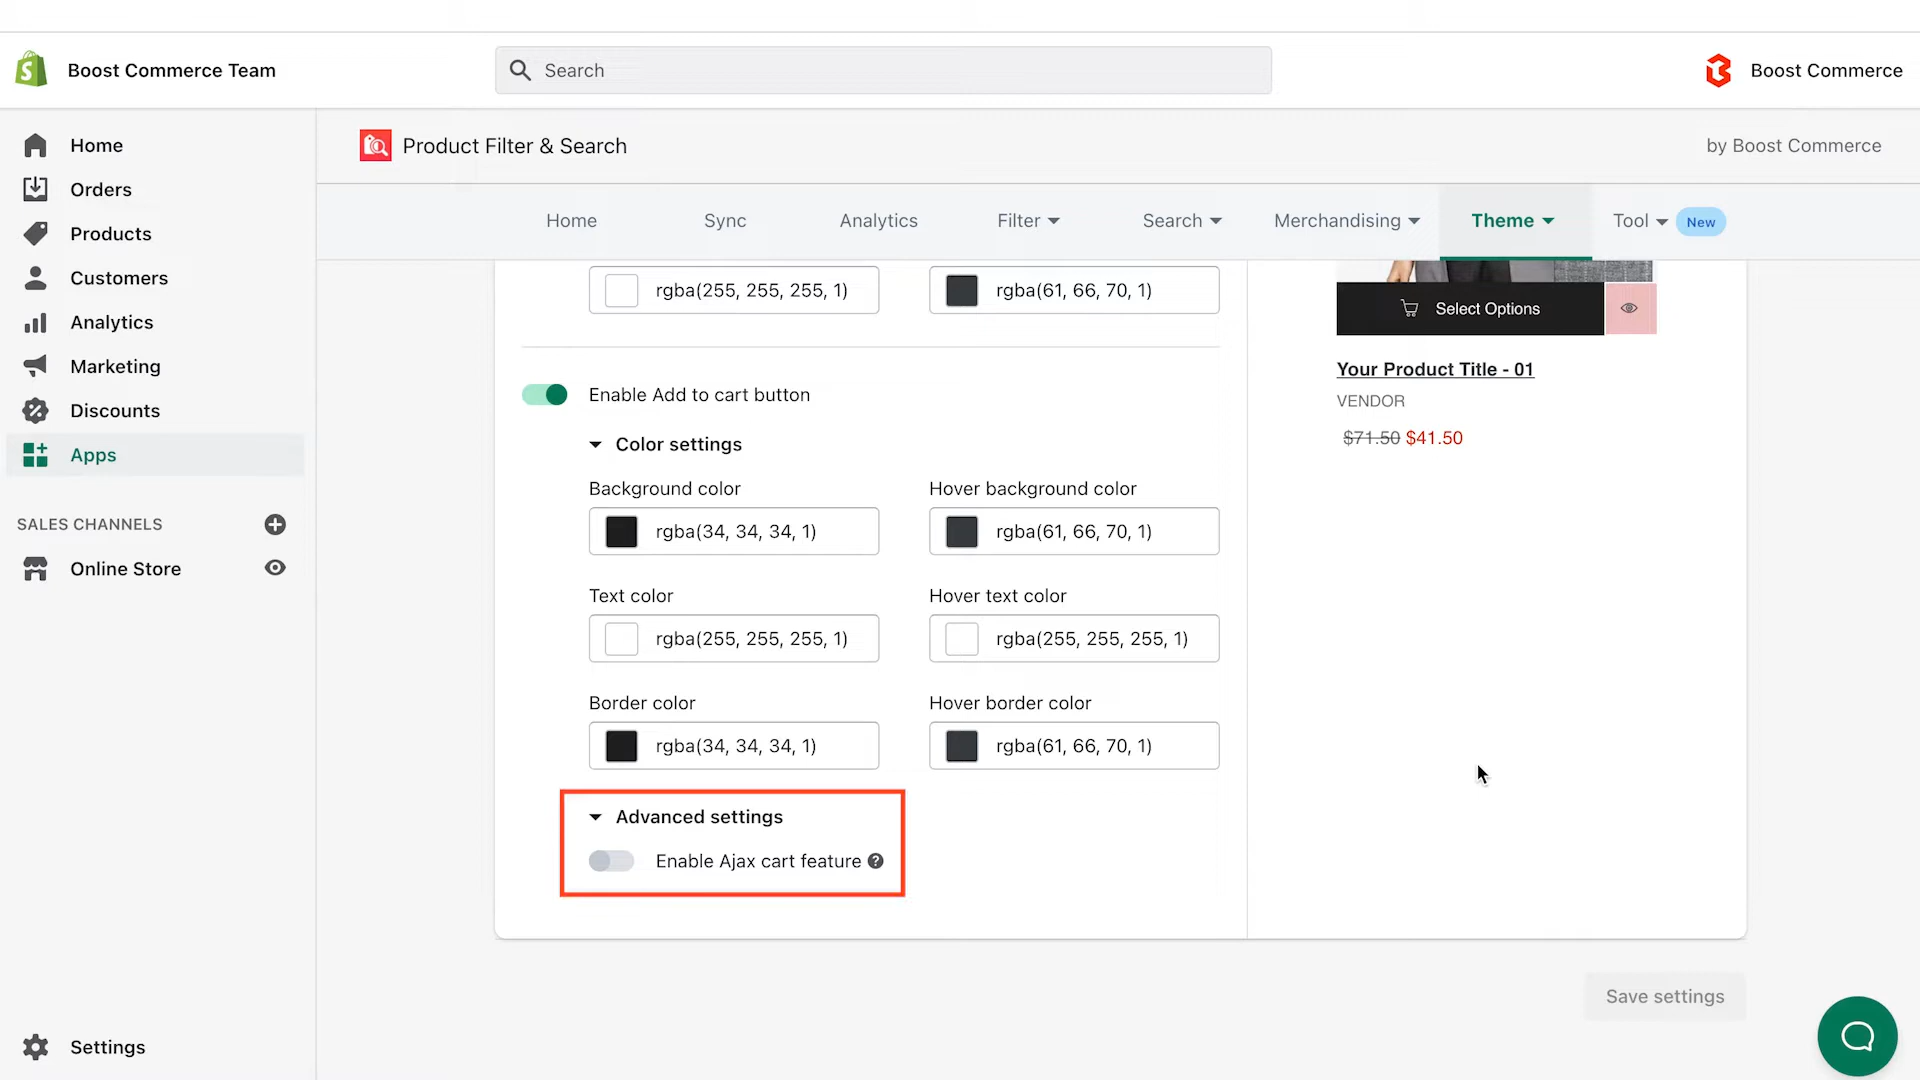 Boost Commerce Team
Search
Boost Commerce
Home
Orders
Products
Customers
Analytics
Marketing
Discounts
Apps
SALES CHANNELS
Online Store
Settings
Product Filter & Search
by Boost Commerce
Home
Sync
Analytics
Filter
Search
Merchandising
Theme
Tool
New
rgba(255, 255, 255, 1)
rgba(61, 66, 70, 1)
Enable Add to cart button
Color settings
Background color
Hover background color
rgba(34, 34, 34, 1)
rgba(61, 66, 70, 1)
Text color
Hover text color
rgba(255, 255, 255, 1)
rgba(255, 255, 255, 1)
Border color
Hover border color
rgba(34, 34, 34, 1)
rgba(61, 66, 70, 1)
Advanced settings
Enable Ajax cart feature ?
Select Options
Your Product Title - 01
VENDOR
$71.50 $41.50
Save settings